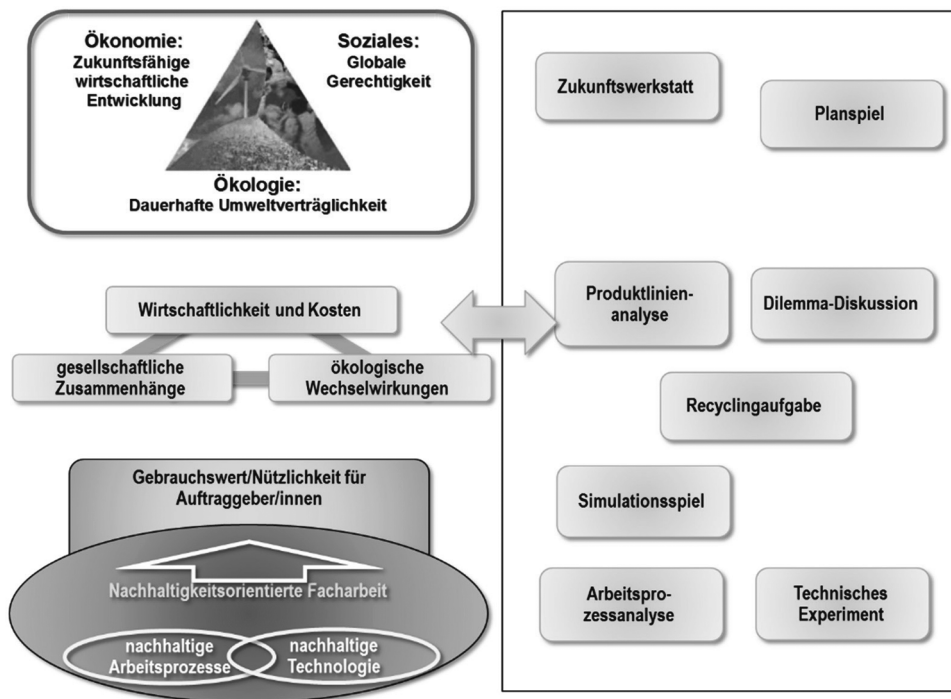 Ökonomie:
Zukunftsfähige
wirtschaftliche
Entwicklung
Soziales:
Globale
Gerechtigkeit
Ökologie:
Dauerhafte Umweltverträglichkeit
Wirtschaftlichkeit und Kosten
gesellschaftliche
Zusammenhänge
ökologische
Wechselwirkungen
Gebrauchswert/Nützlichkeit für
Auftraggeber/innen
Nachhaltigkeitsorientierte Facharbeit
nachhaltige
Arbeitsprozesse
nachhaltige
Technologie
Zukunftswerkstatt
Planspiel
Produktlinien-
analyse
Dilemma-Diskussion
Recyclingaufgabe
Simulationsspiel
Arbeitspro-
zessanalyse
Technisches
Experiment